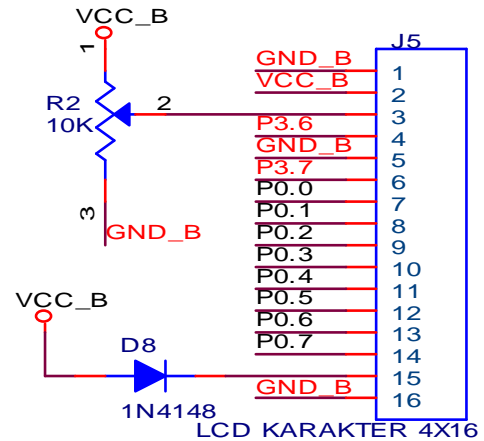 VCC_B
1
R2
10K
2
3
GND_B
VCC_B
D8
1N4148
J5
GND_B 1
VCC_B 2
3
P3.6 4
GND_B 5
P3.7 6
P0.0 7
P0.1 8
P0.2 9
P0.3 10
P0.4 11
P0.5 12
P0.6 13
P0.7 14
15
GND_B 16
LCD KARAKTER 4X16